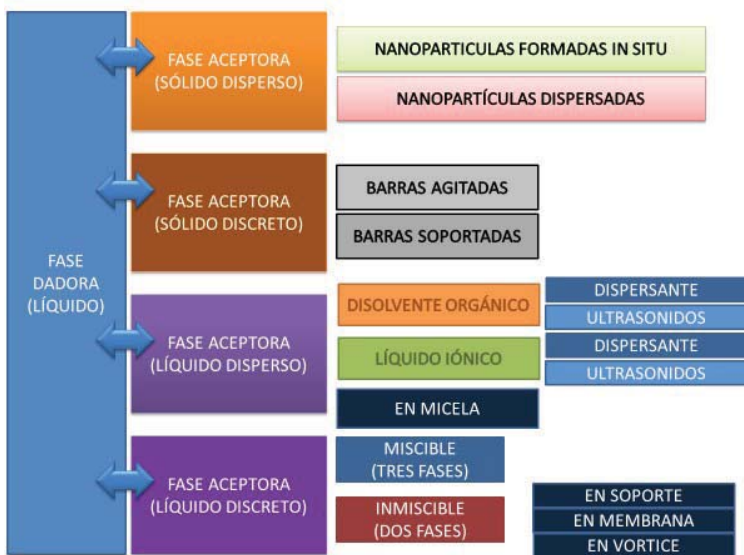 FASE
DADORA
(LÍQUIDO)
FASE ACEPTORA
(SÓLIDO DISPERSO)
NANOPARTICULAS FORMADAS IN SITU
NANOPARTÍCULAS DISPERSADAS
FASE ACEPTORA
(SÓLIDO DISCRETO)
BARRAS AGITADAS
BARRAS SOPORTADAS
FASE ACEPTORA
(LÍQUIDO DISPERSO)
DISOLVENTE ORGÁNICO
DISPERSANTE
ULTRASONIDOS
LÍQUIDO IÓNICO
DISPERSANTE
ULTRASONIDOS
EN MICELA
FASE ACEPTORA
(LÍQUIDO DISCRETO)
MISCIBLE
(TRES FASES)
INMISCIBLE
(DOS FASES)
EN SOPORTE
EN MEMBRANA
EN VORTICE